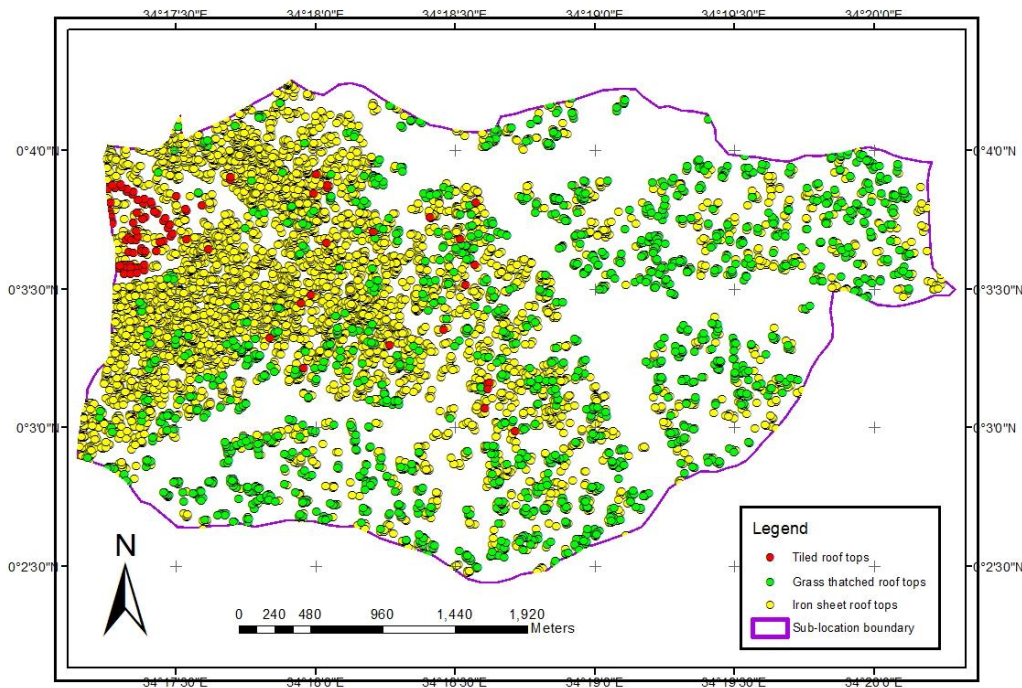 34°17'30"E 34°18'0"E 34°18'30"E 34°19'0"E 34°19'30"E 34°20'0"E
0°4'0"N 0°4'0"N
0°3'30"N 0°3'30"N
0°3'0"N 0°3'0"N
0°2'30"N 0°2'30"N
N
0 240 480 960 1,440 1,920
Meters
Legend
Tiled roof tops
Grass thatched roof tops
Iron sheet roof tops
Sub-location boundary
34°17'30"E 34°18'0"E 34°18'30"E 34°19'0"E 34°19'30"E 34°20'0"E